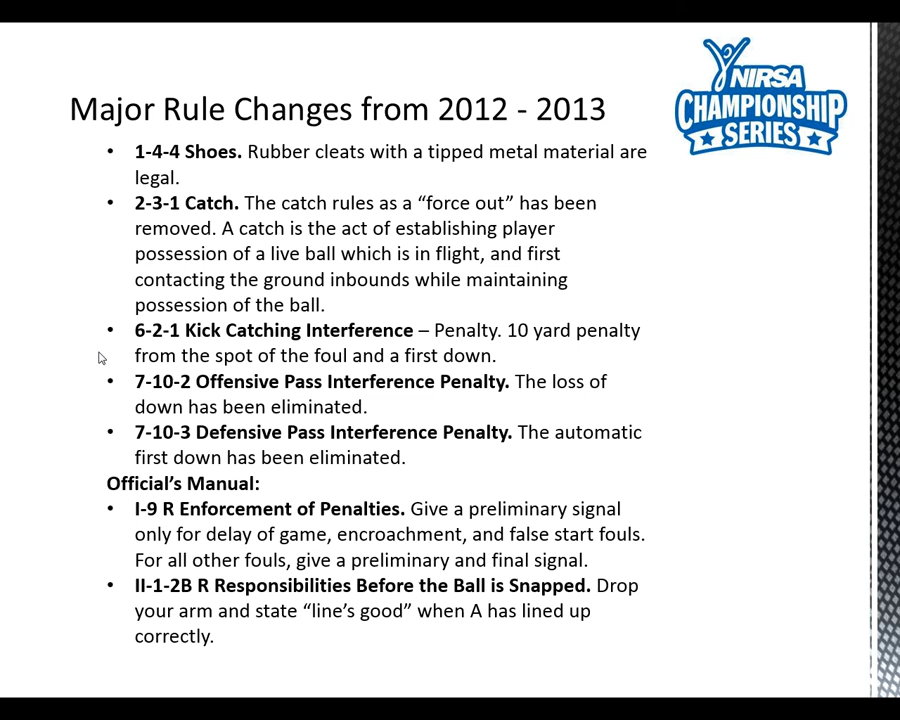 NIRSA
CHAMPIONSHIP
SERIES
Major Rule Changes from 2012 - 2013
• 1-4-4 Shoes. Rubber cleats with a tipped metal material are
legal.
• 2-3-1 Catch. The catch rules as a “force out” has been
removed. A catch is the act of establishing player
possession of a live ball which is in flight, and first
contacting the ground inbounds while maintaining
possession of the ball.
• 6-2-1 Kick Catching Interference – Penalty. 10 yard penalty
from the spot of the foul and a first down.
• 7-10-2 Offensive Pass Interference Penalty. The loss of
down has been eliminated.
• 7-10-3 Defensive Pass Interference Penalty. The automatic
first down has been eliminated.
Official’s Manual:
• I-9 R Enforcement of Penalties. Give a preliminary signal
only for delay of game, encroachment, and false start fouls.
For all other fouls, give a preliminary and final signal.
• II-1-2B R Responsibilities Before the Ball is Snapped. Drop
your arm and state “line’s good” when A has lined up
correctly.